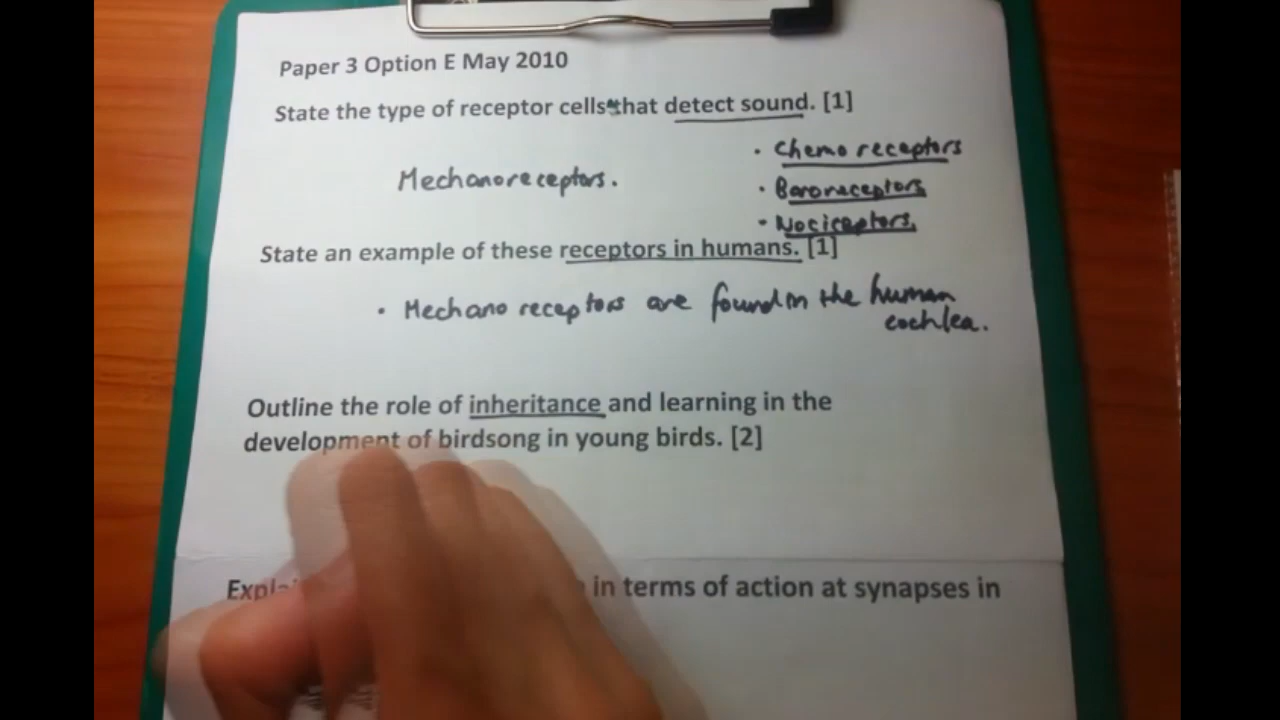 Paper 3 Option E May 2010
State the type of receptor cells that detect sound. [1]
• Chemoreceptors
Mechanoreceptors.
• Baroreceptors
• Nociceptors.
State an example of these receptors in humans. [1]
• Mechano receptors are found in the human
cochlea.
Outline the role of inheritance and learning in the
development of birdsong in young birds. [2]
in terms of action at synapses in